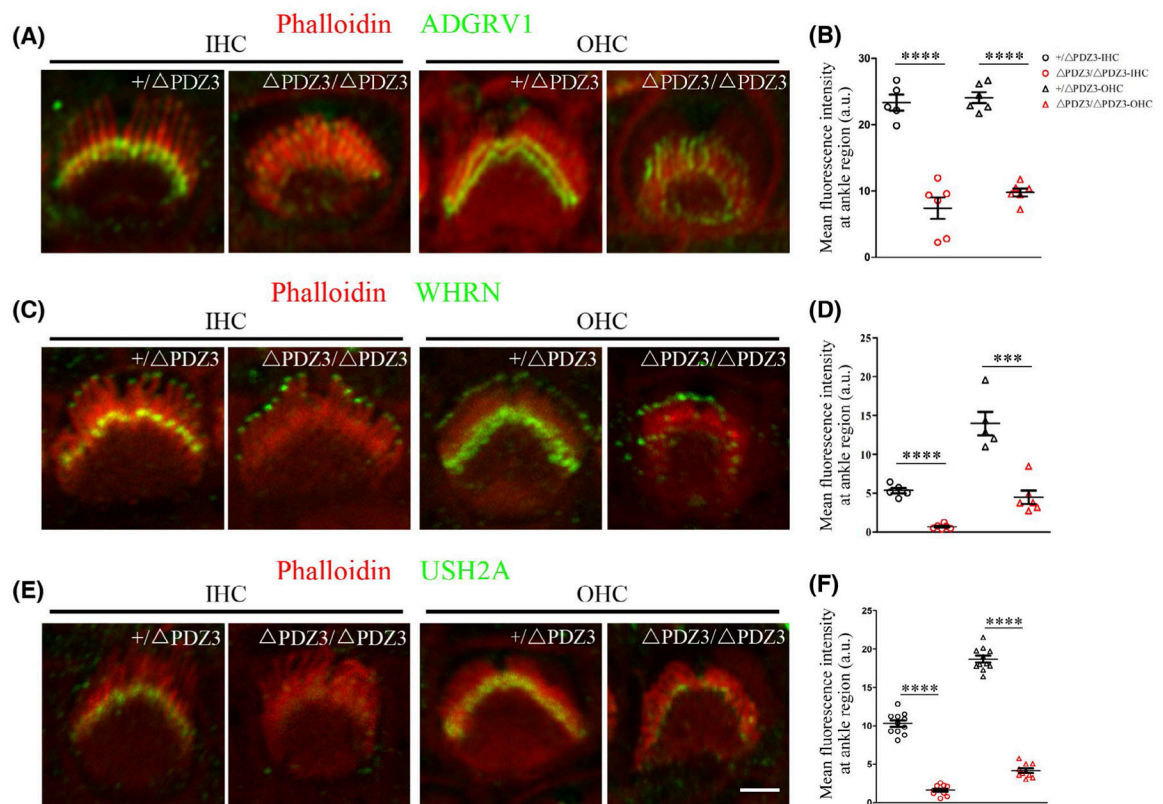 (A) Phalloidin ADGRV1
IHC OHC
+/△PDZ3 △PDZ3/△PDZ3 +/△PDZ3 △PDZ3/△PDZ3
(B)
Mean fluorescence intensity
at ankle region (a.u.)
30
20
10
0
**** ****
+/△PDZ3-IHC
△PDZ3/△PDZ3-IHC
+/△PDZ3-OHC
△PDZ3/△PDZ3-OHC
(C) Phalloidin WHRN
IHC OHC
+/△PDZ3 △PDZ3/△PDZ3 +/△PDZ3 △PDZ3/△PDZ3
(D)
Mean fluorescence intensity
at ankle region (a.u.)
25
20
15
10
5
0
**** ***
(E) Phalloidin USH2A
IHC OHC
+/△PDZ3 △PDZ3/△PDZ3 +/△PDZ3 △PDZ3/△PDZ3
(F)
Mean fluorescence intensity
at ankle region (a.u.)
25
20
15
10
5
0
**** ****